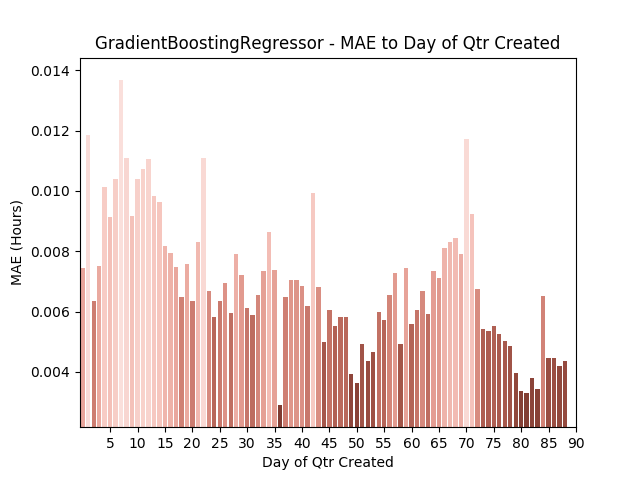 GradientBoostingRegressor - MAE to Day of Qtr Created
0.014
0.012
0.010
0.008
0.006
0.004
MAE (Hours)
5 10 15 20 25 30 35 40 45 50 55 60 65 70 75 80 85 90
Day of Qtr Created